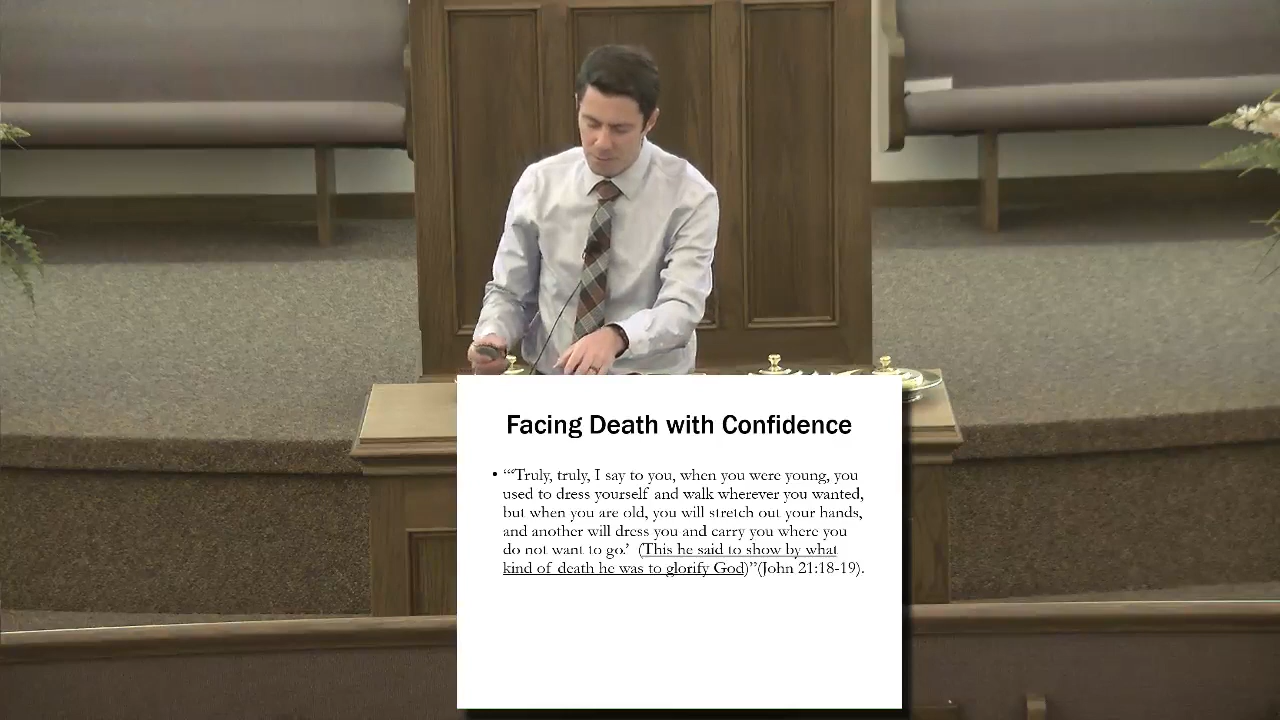 Facing Death with Confidence
• “‘Truly, truly, I say to you, when you were young, you
used to dress yourself and walk wherever you wanted,
but when you are old, you will stretch out your hands,
and another will dress you and carry you where you
do not want to go.’ (This he said to show by what
kind of death he was to glorify God)”(John 21:18-19).